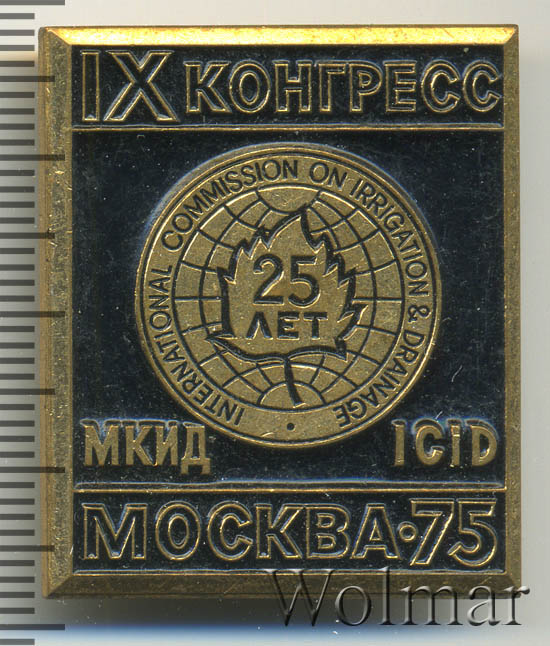 IX КОНГРЕСС
INTERNATIONAL COMMISSION ON IRRIGATION & DRAINAGE
25
ЛЕТ
МКИД ICiD
МОСКВА·75
Wolmar